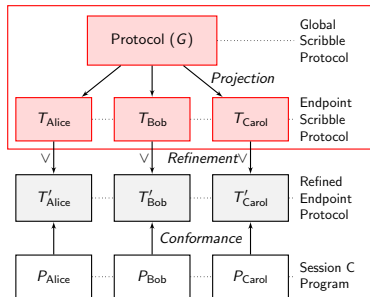 Protocol (G)
Global
Scribble
Protocol
Projection
T_Alice
T_Bob
T_Carol
Endpoint
Scribble
Protocol
∨ ∨ Refinement ∨
T′_Alice
T′_Bob
T′_Carol
Refined
Endpoint
Protocol
Conformance
P_Alice
P_Bob
P_Carol
Session C
Program